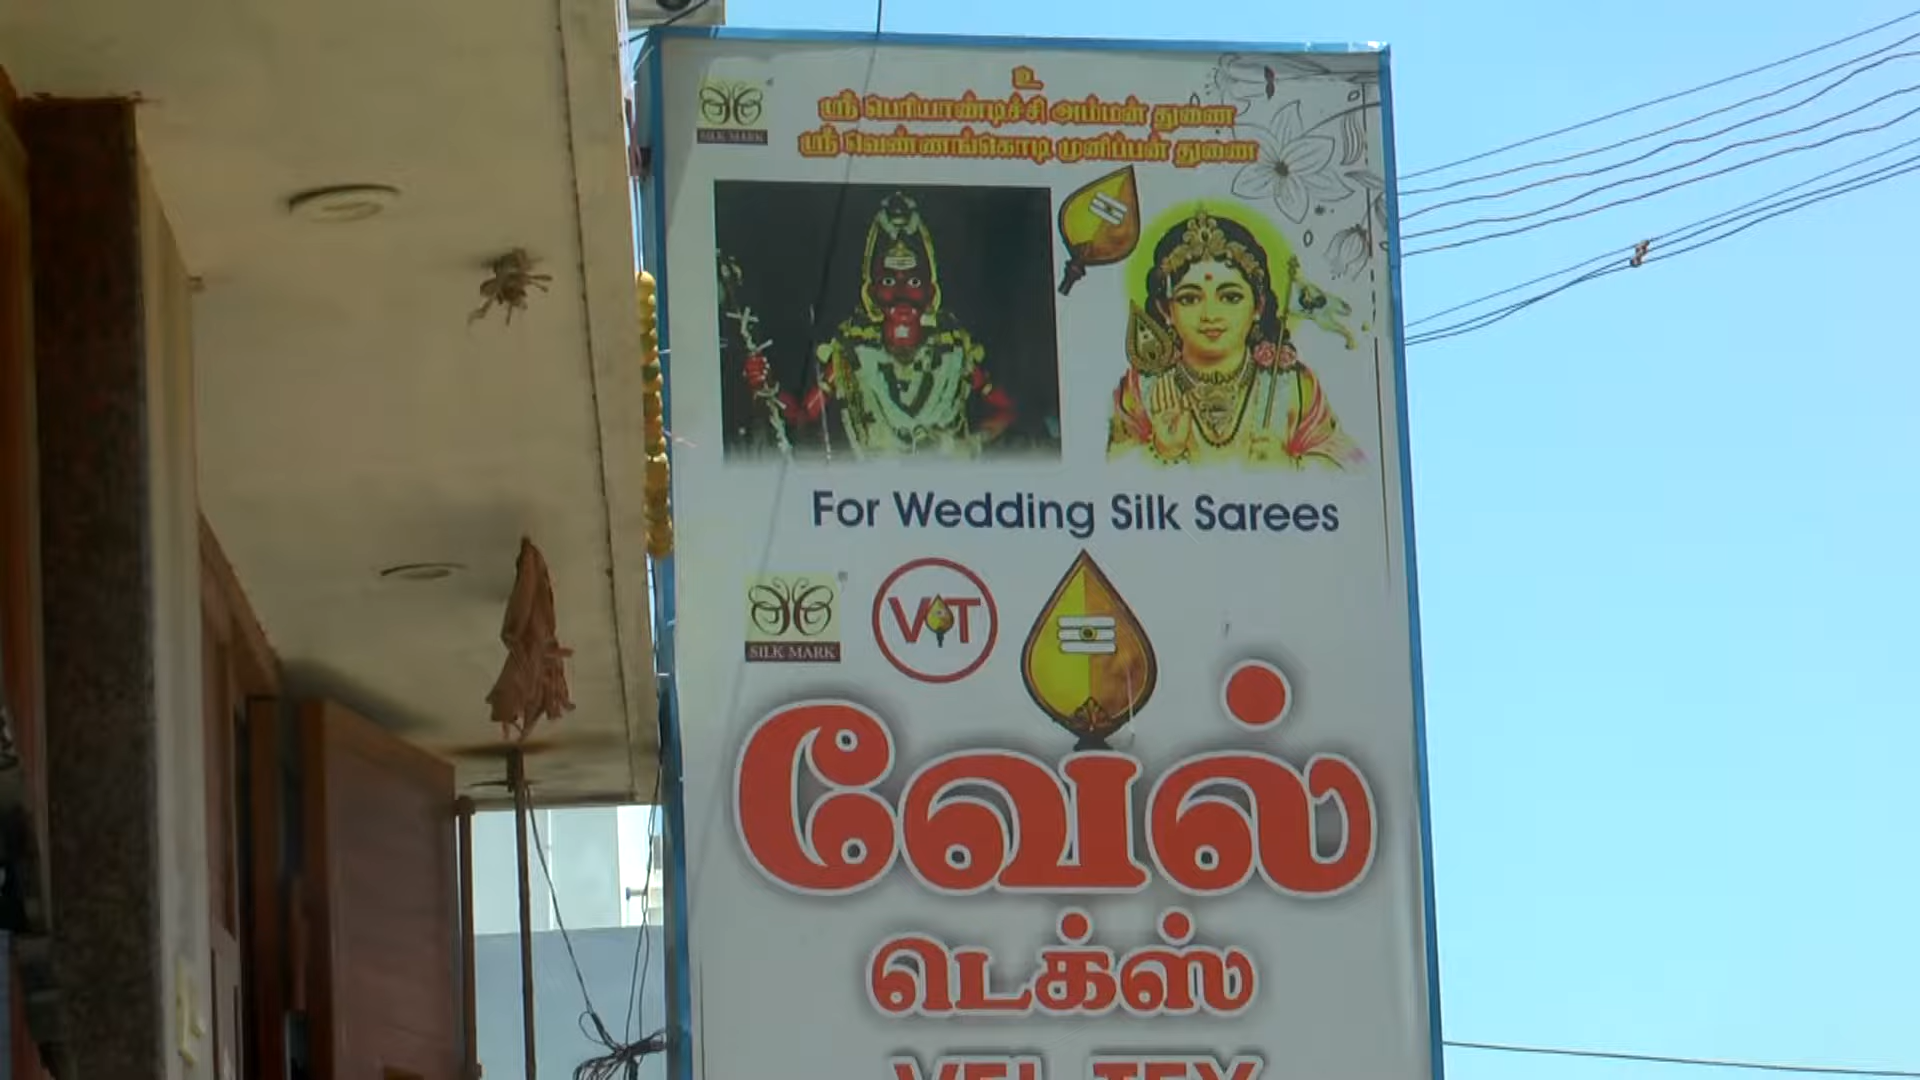 உ
SILK MARK
ஸ்ரீ பெரியாண்டிச்சி அம்மன் துணை
ஸ்ரீ வெண்ணங்கொடி முனிப்பன் துணை
For Wedding Silk Sarees
SILK MARK
VT
வேல்
டெக்ஸ்
VEL TEX